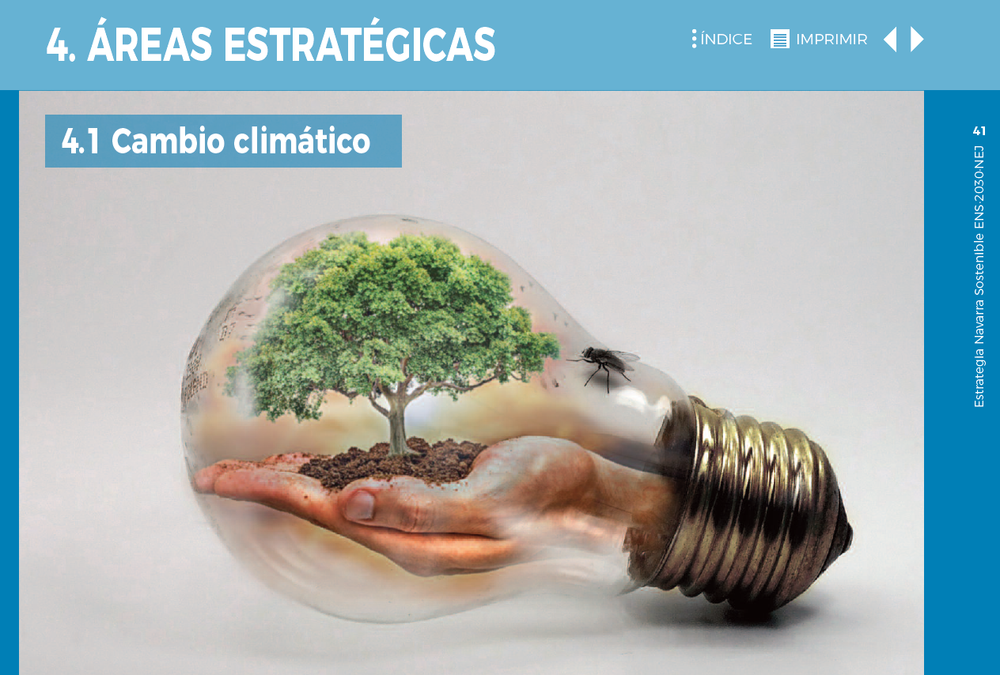 4. ÁREAS ESTRATÉGICAS
ÍNDICE
IMPRIMIR
4.1 Cambio climático
41
Estrategia Navarra Sostenible ENS·2030·NEJ